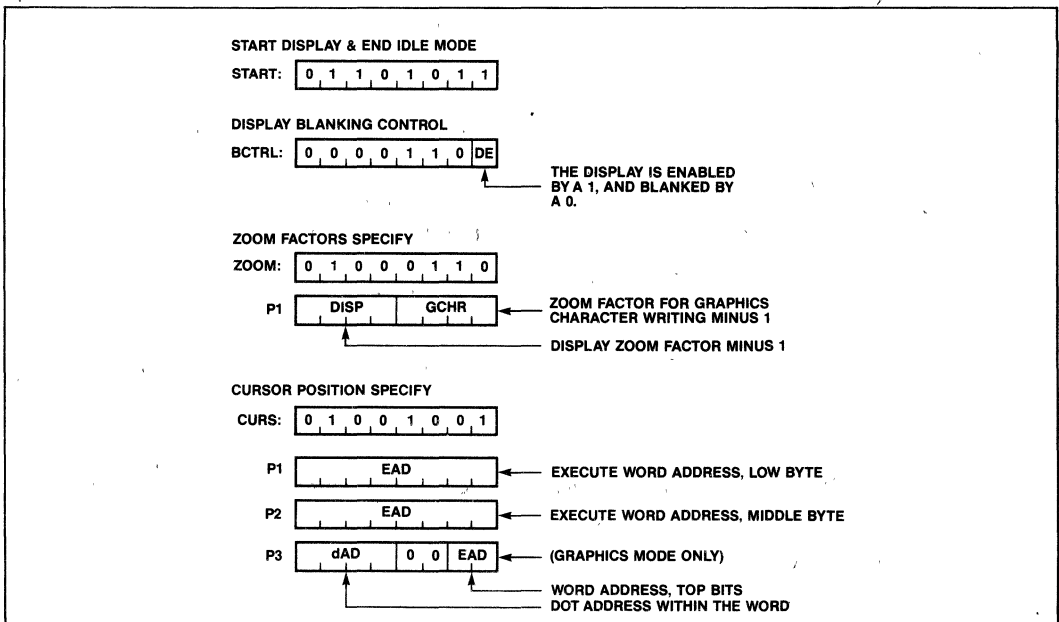 START DISPLAY & END IDLE MODE
START: 0 1 1 0 1 0 1 1
DISPLAY BLANKING CONTROL
BCTRL: 0 0 0 0 1 1 0 DE
THE DISPLAY IS ENABLED
BY A 1, AND BLANKED BY
A 0.
ZOOM FACTORS SPECIFY
ZOOM: 0 1 0 0 0 1 1 0
P1 DISP GCHR ZOOM FACTOR FOR GRAPHICS
CHARACTER WRITING MINUS 1
DISPLAY ZOOM FACTOR MINUS 1
CURSOR POSITION SPECIFY
CURS: 0 1 0 0 1 0 0 1
P1 EAD EXECUTE WORD ADDRESS, LOW BYTE
P2 EAD EXECUTE WORD ADDRESS, MIDDLE BYTE
P3 dAD 0 0 EAD (GRAPHICS MODE ONLY)
WORD ADDRESS, TOP BITS
DOT ADDRESS WITHIN THE WORD